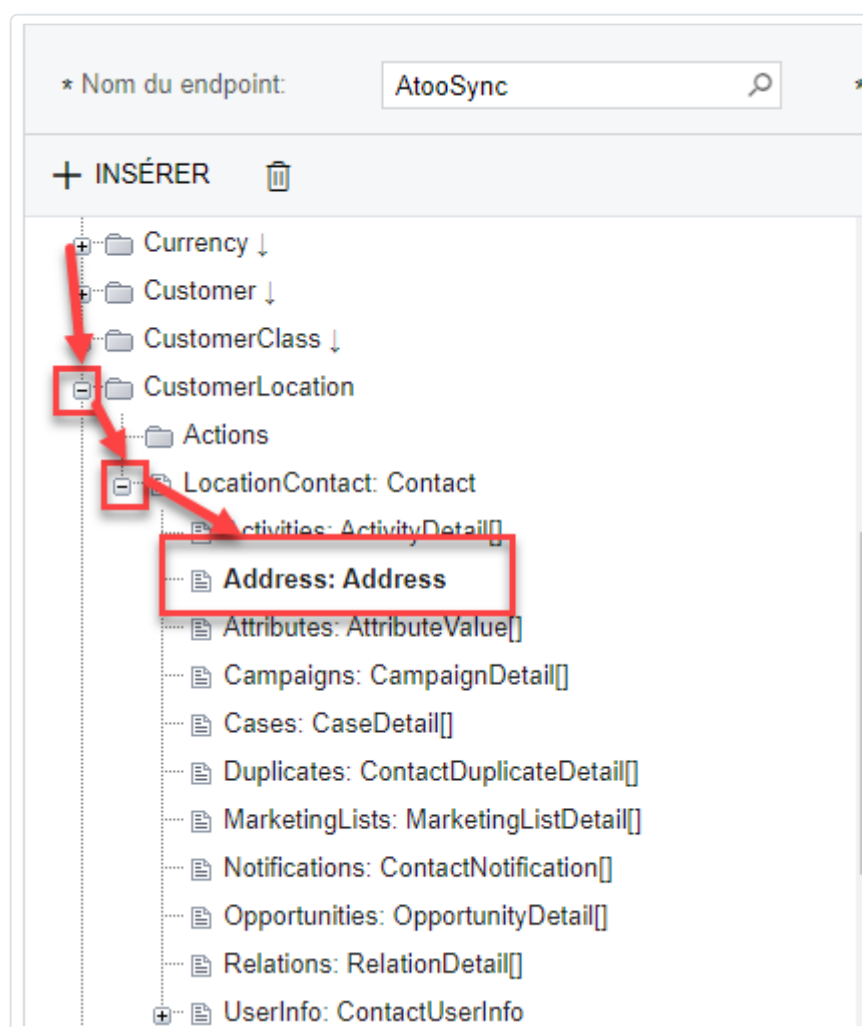 * Nom du endpoint: AtooSync *
+ INSÉRER
Currency ↓
Customer ↓
CustomerClass ↓
CustomerLocation
Actions
LocationContact: Contact
Activities: ActivityDetail[]
Address: Address
Attributes: AttributeValue[]
Campaigns: CampaignDetail[]
Cases: CaseDetail[]
Duplicates: ContactDuplicateDetail[]
MarketingLists: MarketingListDetail[]
Notifications: ContactNotification[]
Opportunities: OpportunityDetail[]
Relations: RelationDetail[]
UserInfo: ContactUserInfo